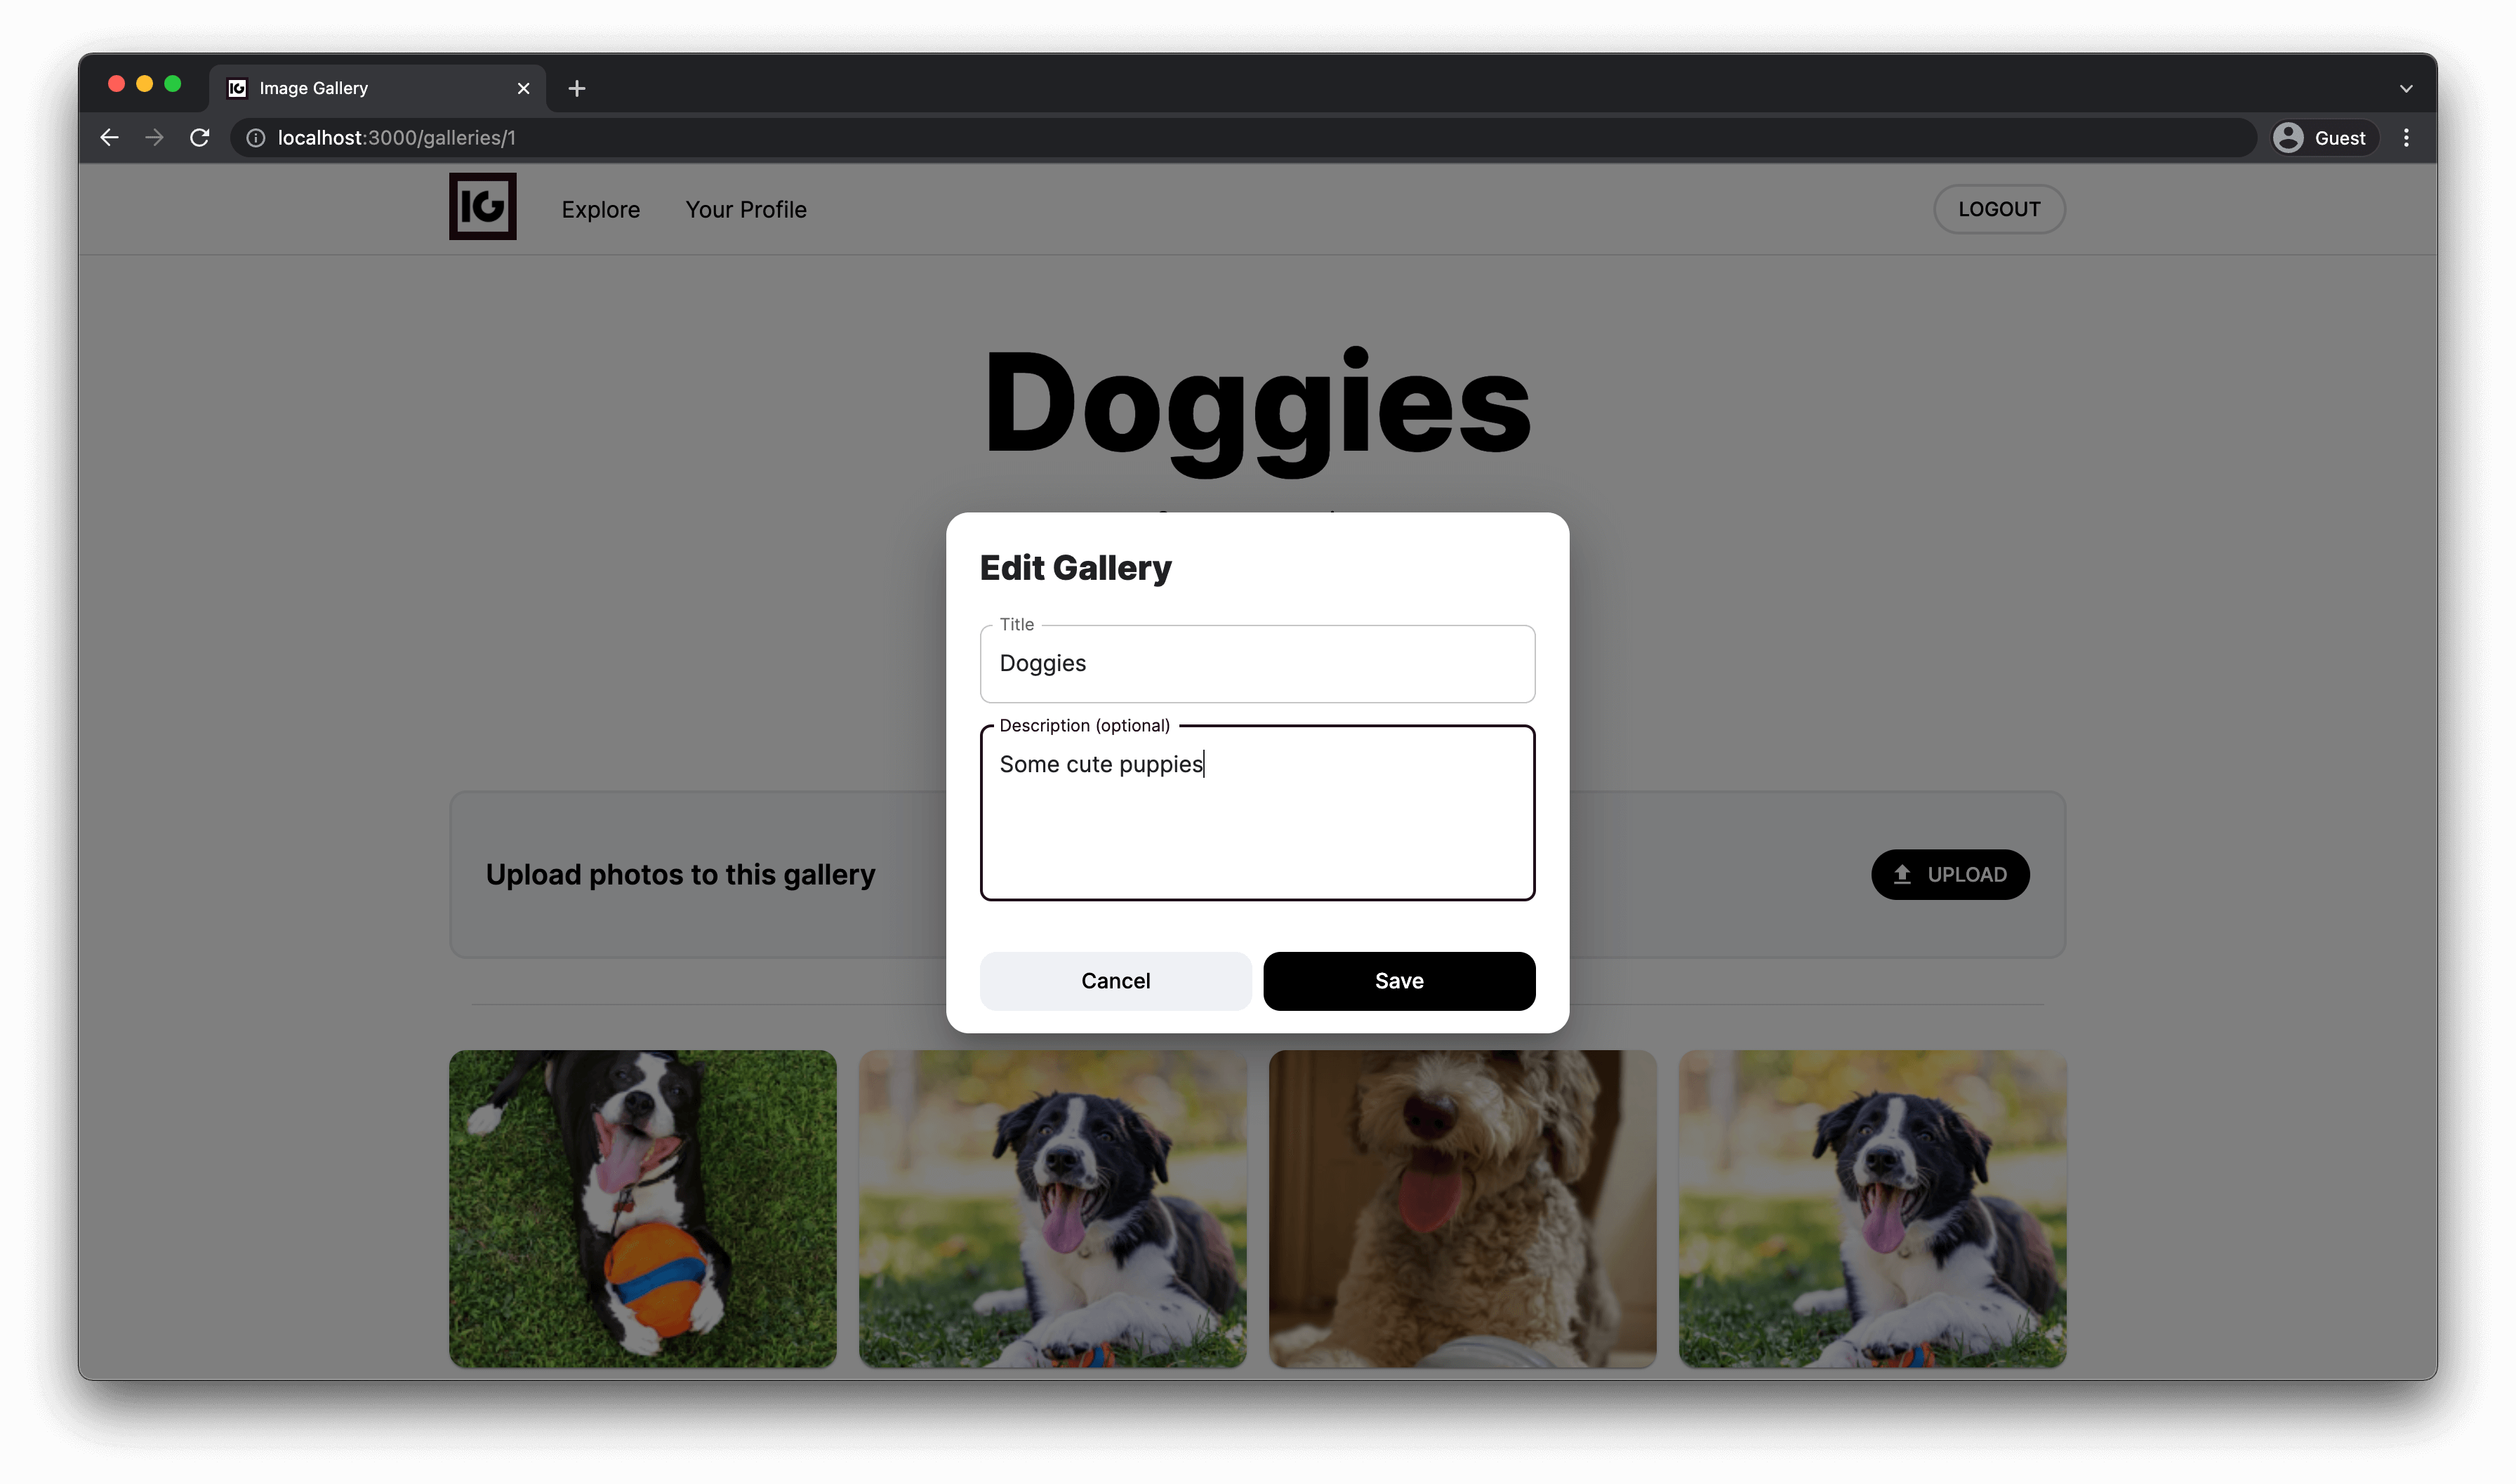 IG Image Gallery
localhost:3000/galleries/1
Guest
IG Explore Your Profile LOGOUT
Doggies
Edit Gallery
Title
Doggies
Description (optional)
Some cute puppies
Upload photos to this gallery
UPLOAD
Cancel Save